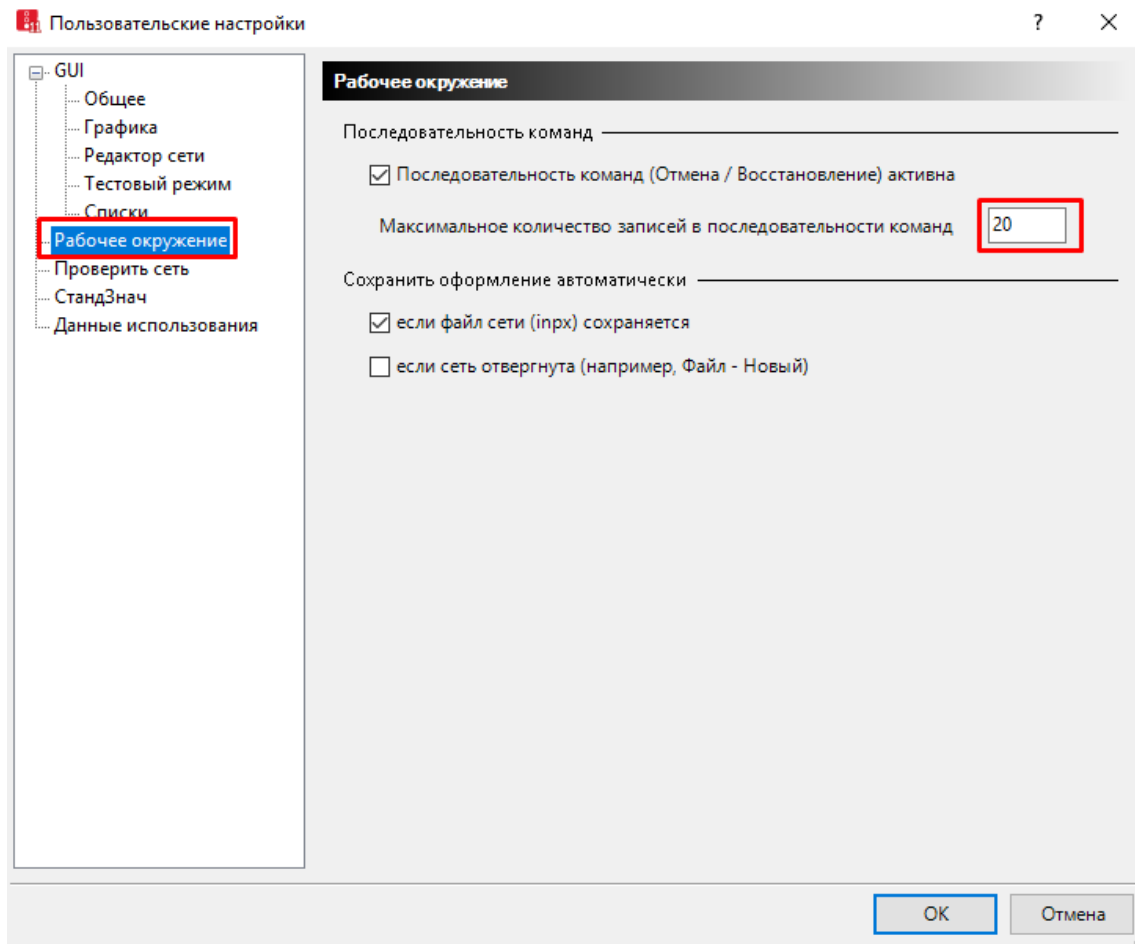 Пользовательские настройки
?
GUI
Общее
Графика
Редактор сети
Тестовый режим
Списки
Рабочее окружение
Проверить сеть
СтандЗнач
Данные использования
Рабочее окружение
Последовательность команд
Последовательность команд (Отмена / Восстановление) активна
Максимальное количество записей в последовательности команд 20
Сохранить оформление автоматически
если файл сети (inpx) сохраняется
если сеть отвергнута (например, Файл - Новый)
OK Отмена